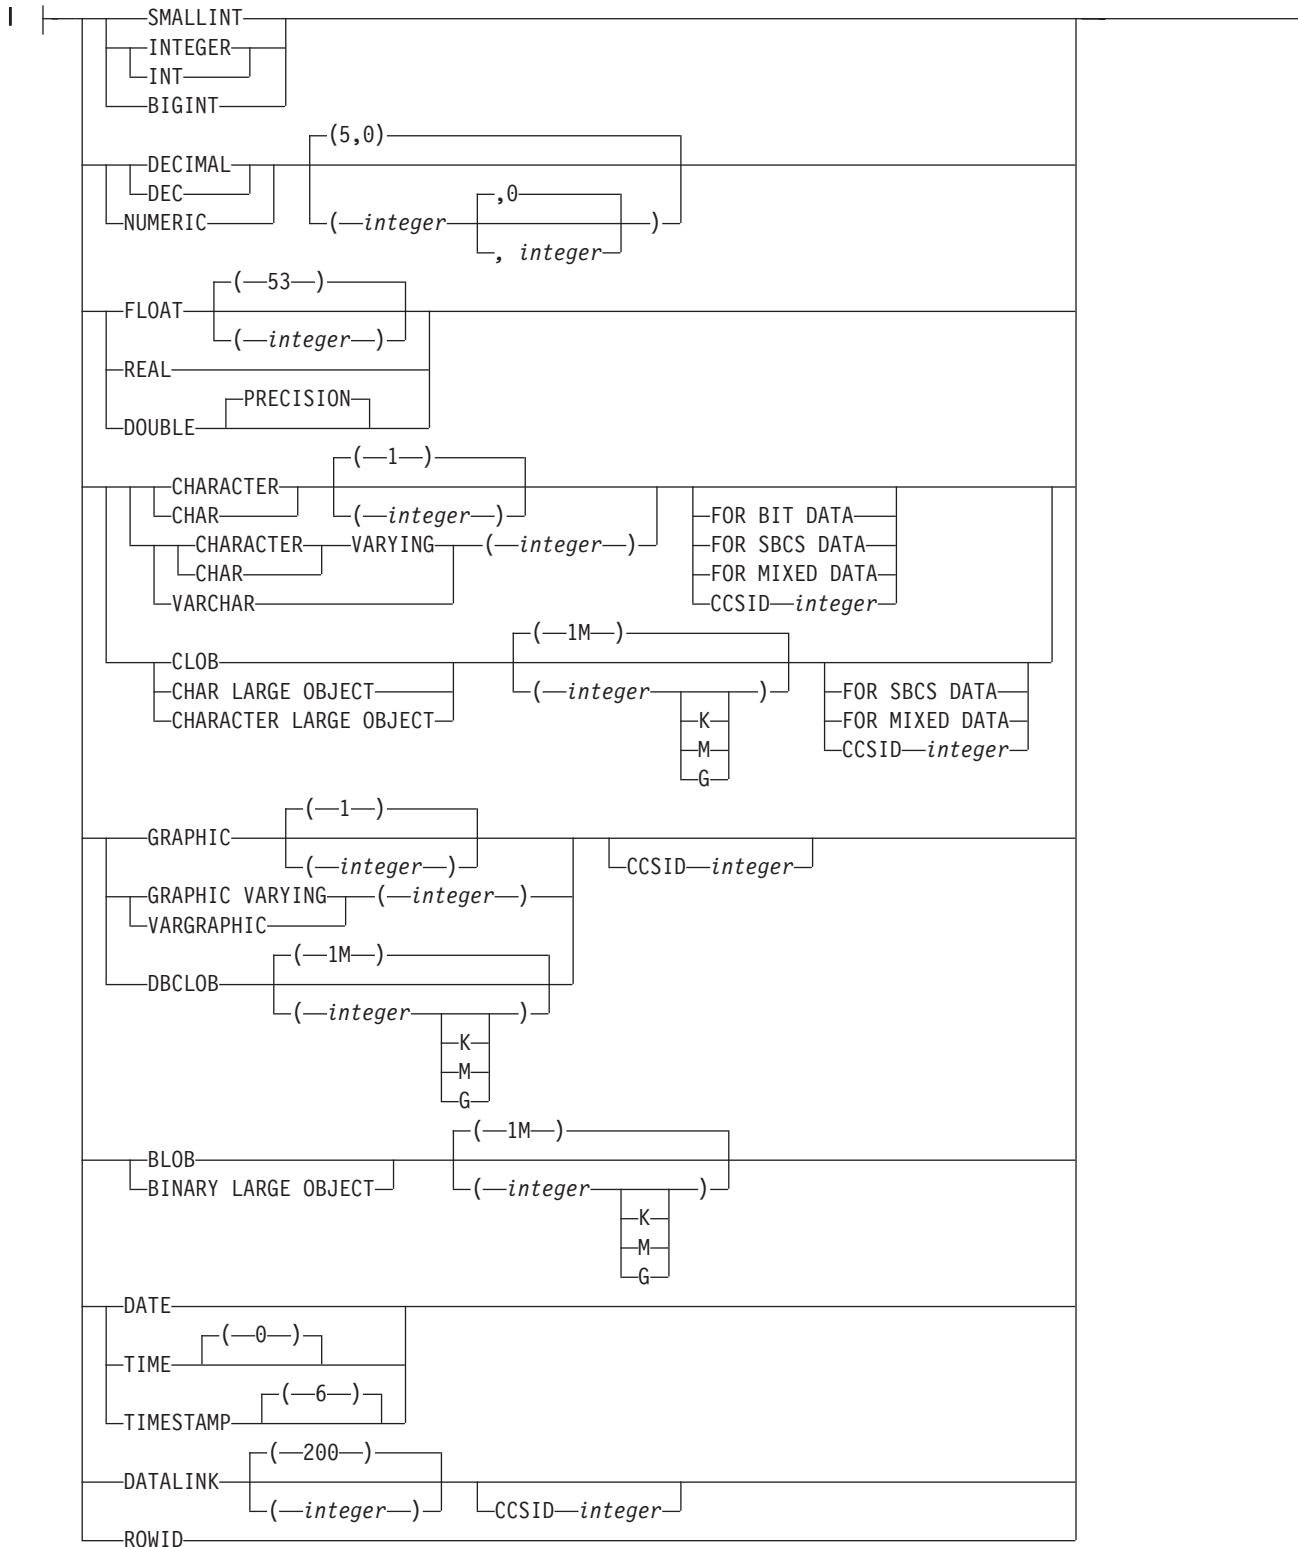 SMALLINT
INTEGER
INT
BIGINT
(5,0)
DECIMAL
DEC
,0
NUMERIC
( integer )
, integer
( 53 )
FLOAT
( integer )
REAL
PRECISION
DOUBLE
( 1 )
CHARACTER
CHAR ( integer ) FOR BIT DATA
CHARACTER VARYING ( integer ) FOR SBCS DATA
CHAR FOR MIXED DATA
VARCHAR CCSID integer
( 1M )
CLOB
CHAR LARGE OBJECT ( integer ) FOR SBCS DATA
CHARACTER LARGE OBJECT K FOR MIXED DATA
M CCSID integer
G
( 1 )
GRAPHIC
( integer ) CCSID integer
GRAPHIC VARYING ( integer )
VARGRAPHIC
( 1M )
DBCLOB
( integer )
K
M
G
( 1M )
BLOB
BINARY LARGE OBJECT ( integer )
K
M
G
DATE
( 0 )
TIME
( 6 )
TIMESTAMP
( 200 )
DATALINK
( integer ) CCSID integer
ROWID